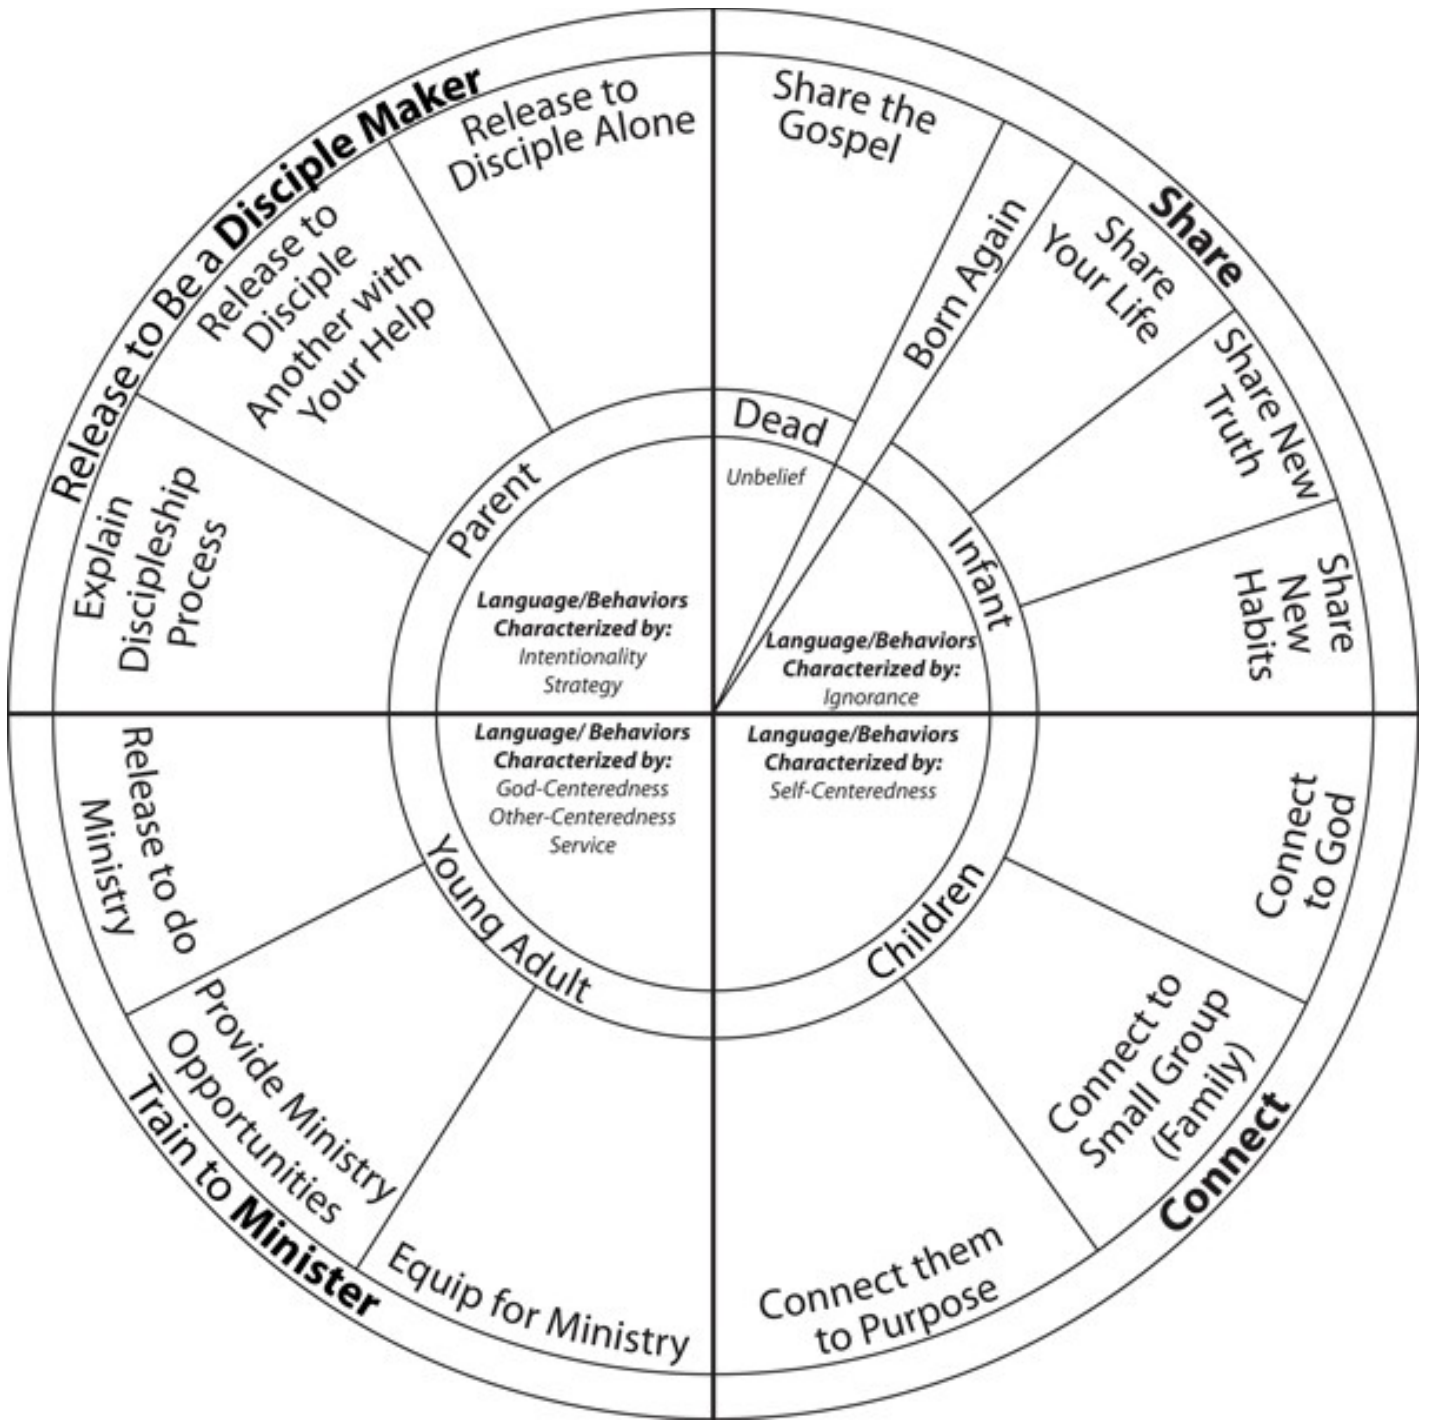 Share
Share the
Gospel
Born Again
Share
Your Life
Share New
Truth
Share
New
Habits
Dead
Unbelief
Infant
Language/Behaviors
Characterized by:
Ignorance
Connect
Connect
to God
Connect to
Small Group
(Family)
Connect them
to Purpose
Children
Language/Behaviors
Characterized by:
Self-Centeredness
Train to Minister
Equip for Ministry
Provide Ministry
Opportunities
Release to do
Ministry
Young Adult
Language/ Behaviors
Characterized by:
God-Centeredness
Other-Centeredness
Service
Release to Be a Disciple Maker
Explain
Discipleship
Process
Release to
Disciple
Another with
Your Help
Release to
Disciple Alone
Parent
Language/Behaviors
Characterized by:
Intentionality
Strategy